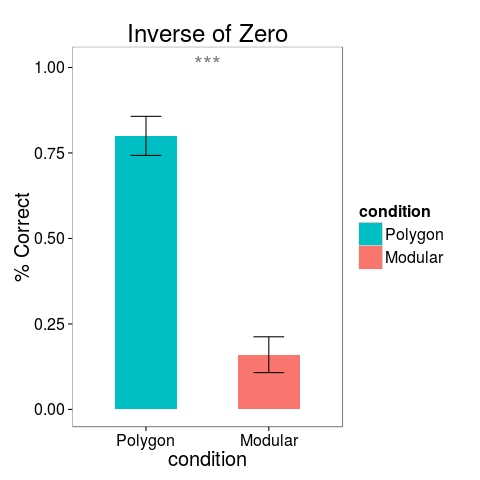 Inverse of Zero
***
1.00
0.75
0.50
0.25
0.00
% Correct
Polygon
Modular
condition
condition
Polygon
Modular